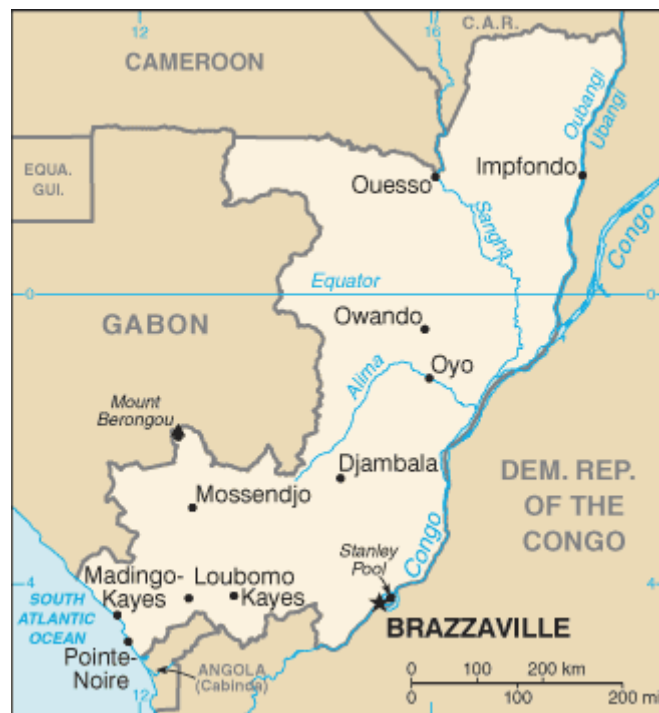 12
16
C.A.R.
CAMEROON
Oubangi
Ubangi
EQUA.
GUI.
Ouesso
Impfondo
Sangha
Congo
0
Equator
0
GABON
Owando
Oyo
Alima
Mount
Berongou
Djambala
DEM. REP.
OF THE
CONGO
Mossendjo
Congo
Stanley
Pool
4
Madingo-
Kayes
Loubomo
Kayes
4
SOUTH
ATLANTIC
OCEAN
BRAZZAVILLE
Pointe-
Noire
ANGOLA
(Cabinda)
12
0 100 200 km
0 100 200 mi